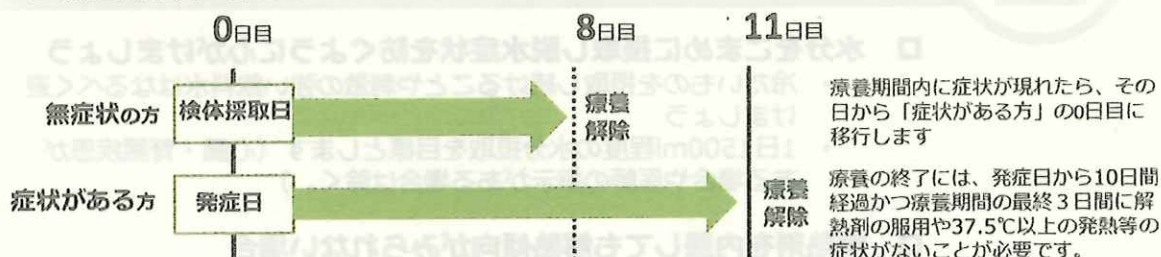 0日目
8日目
11日目
無症状の方
検体採取日
療養
解除
療養期間内に症状が現れたら、その
日から「症状がある方」の0日目に
移行します
症状がある方
発症日
療養
解除
療養の終了には、発症日から10日間
経過かつ療養期間の最終３日間に解
熱剤の服用や37.5℃以上の発熱等の
症状がないことが必要です。